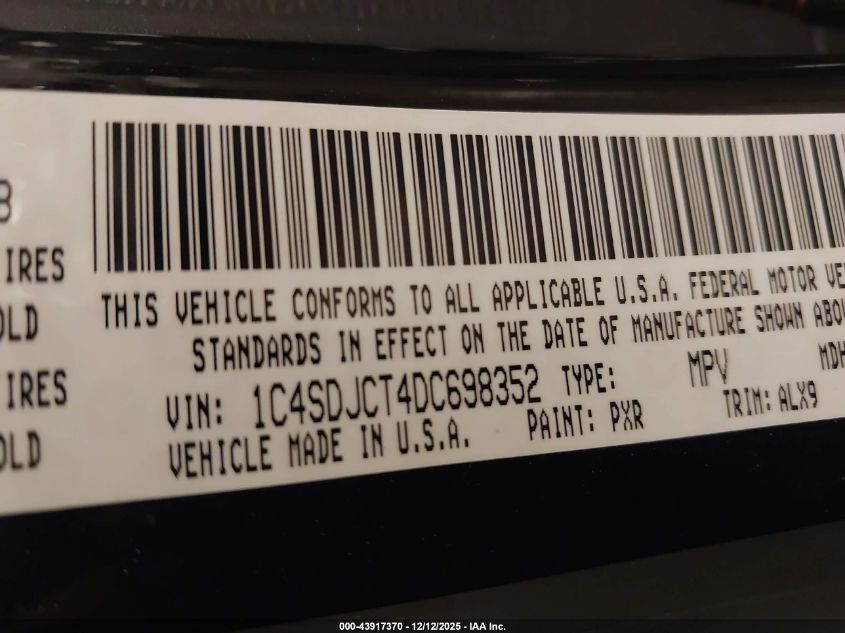 B
IRES
OLD
IRES
OLD
THIS VEHICLE CONFORMS TO ALL APPLICABLE U.S.A. FEDERAL MOTOR VE
STANDARDS IN EFFECT ON THE DATE OF MANUFACTURE SHOWN ABOV
VIN: 1C4SDJCT4DC698352 TYPE: MPV MDH
VEHICLE MADE IN U.S.A. PAINT: PXR TRIM: ALX9
000-43917370 - 12/12/2025 - IAA Inc.